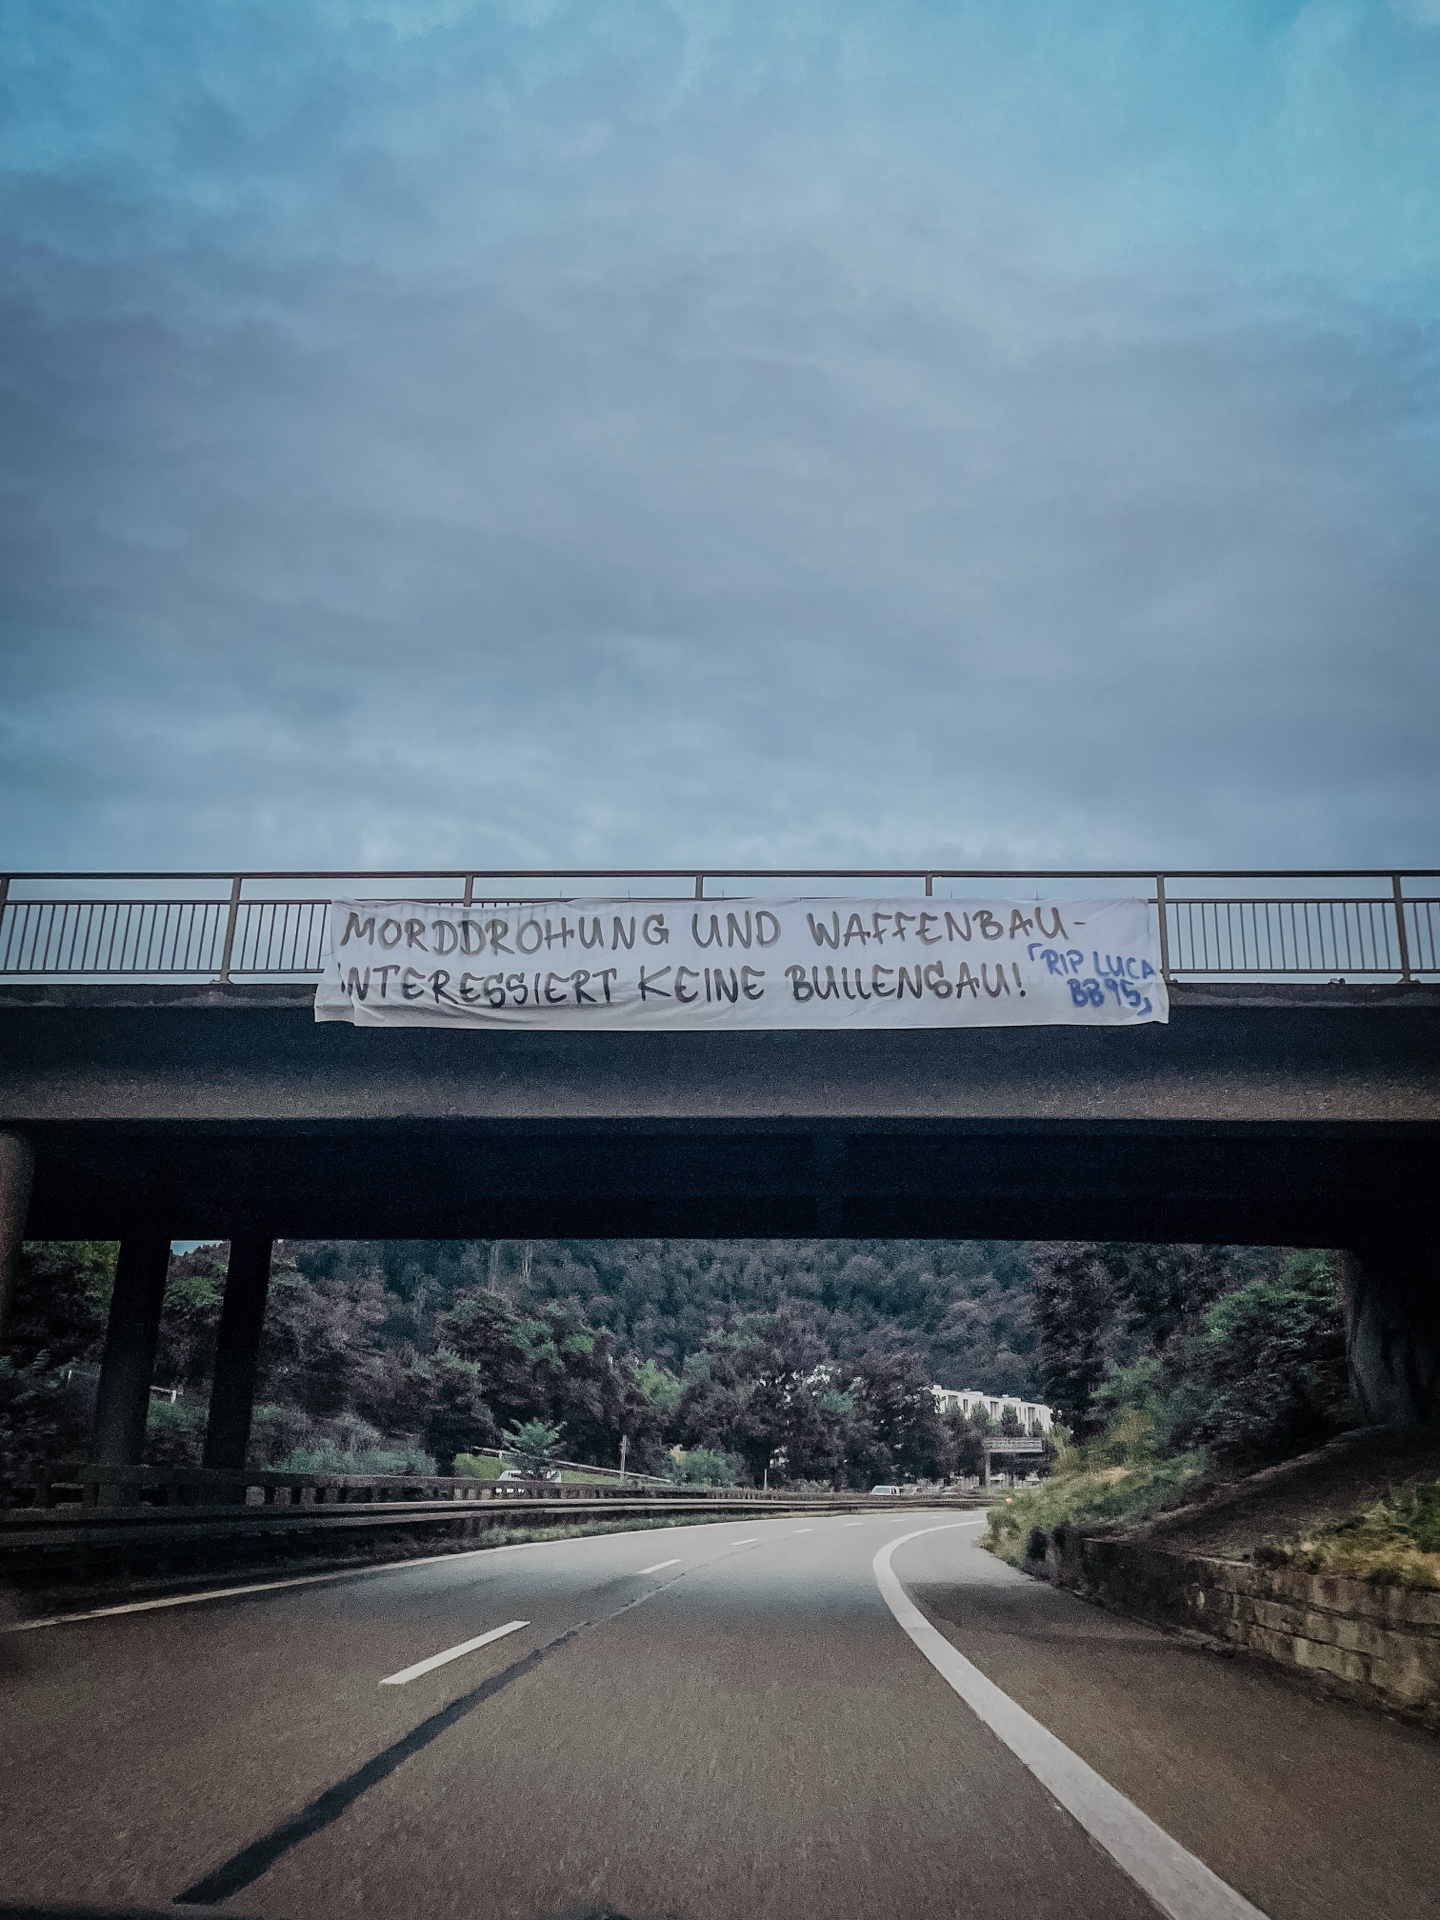 MORDDROHUNG UND WAFFENBAU-
INTERESSIERT KEINE BULLENSAU!
「RIP LUCA
BB95」